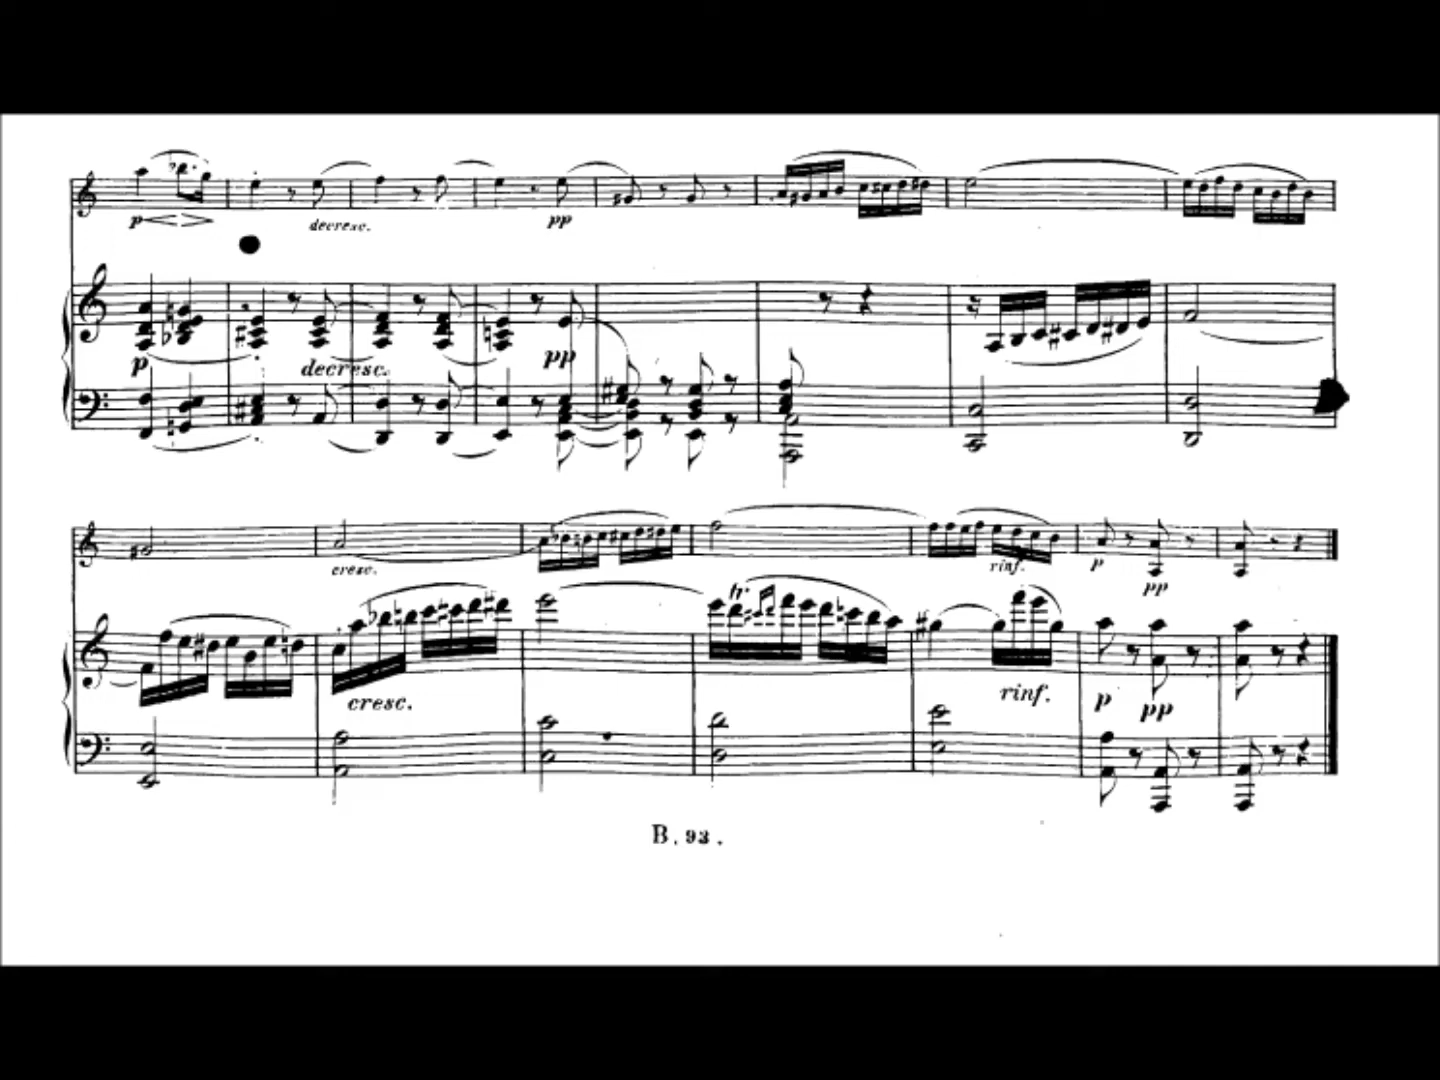 p
decresc.
pp
p
decresc.
pp
cresc.
rinf.
p
pp
tr.
cresc.
rinf.
p
pp
B. 93.